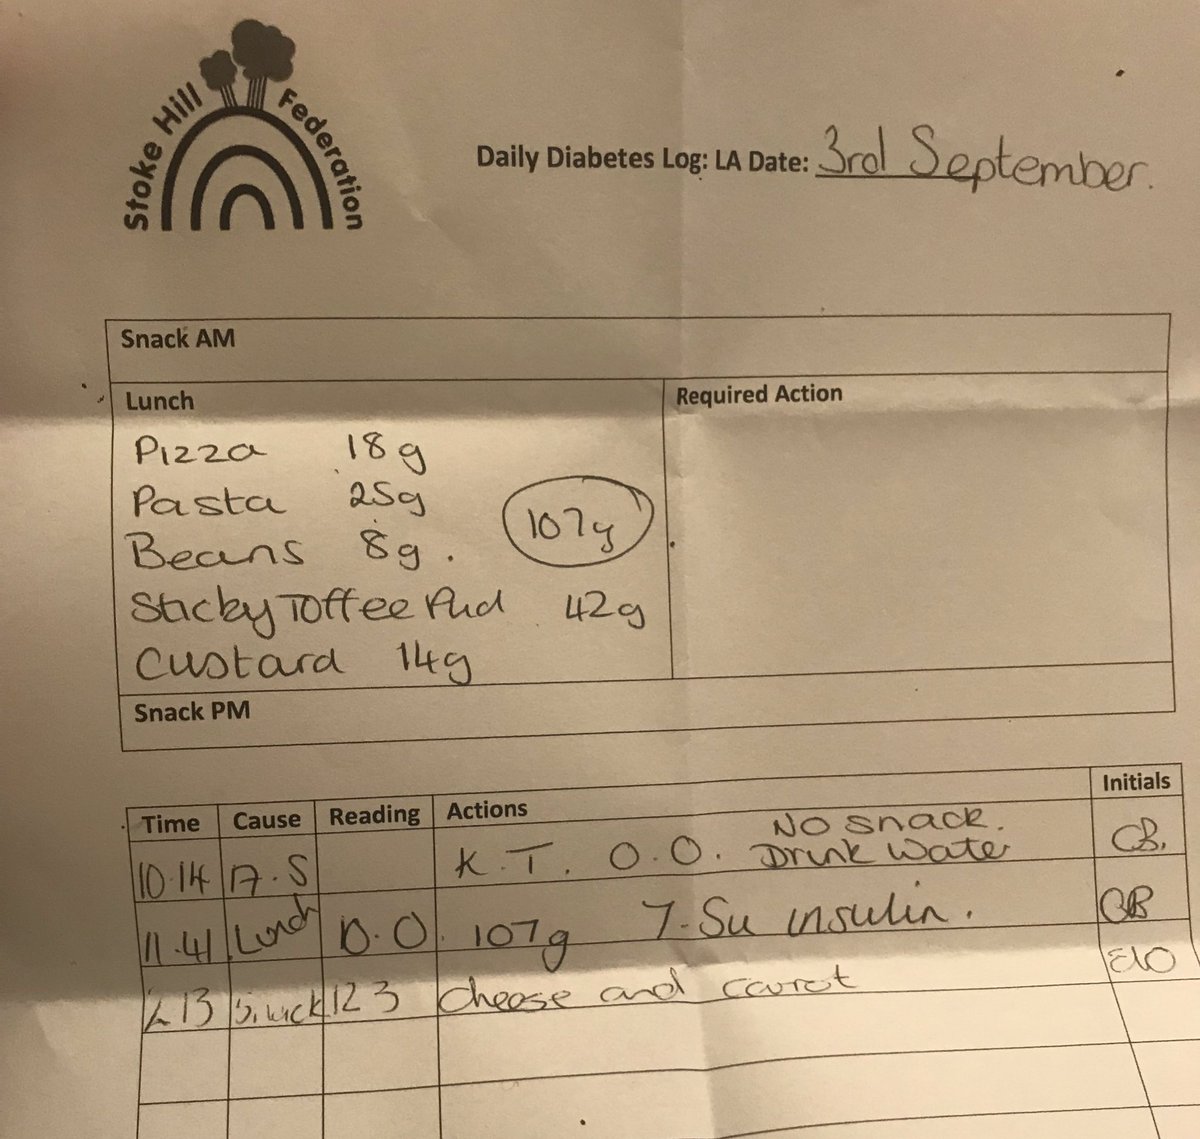 Stoke Hill Federation
Daily Diabetes Log: LA Date: 3rd September.
Snack AM
Lunch
Required Action
Pizza 18g
Pasta 25g
107g
Beans 8g.
Sticky Toffee Pud 42g
Custard 14g
Snack PM
Time Cause Reading Actions Initials
No snack.
10.14 A.S K.T. 0.0. Drink Water CB.
11.41 Lunch 10.0 107g 7.5u insulin. CB
2 13 Snack 12 3 Cheese and carrot